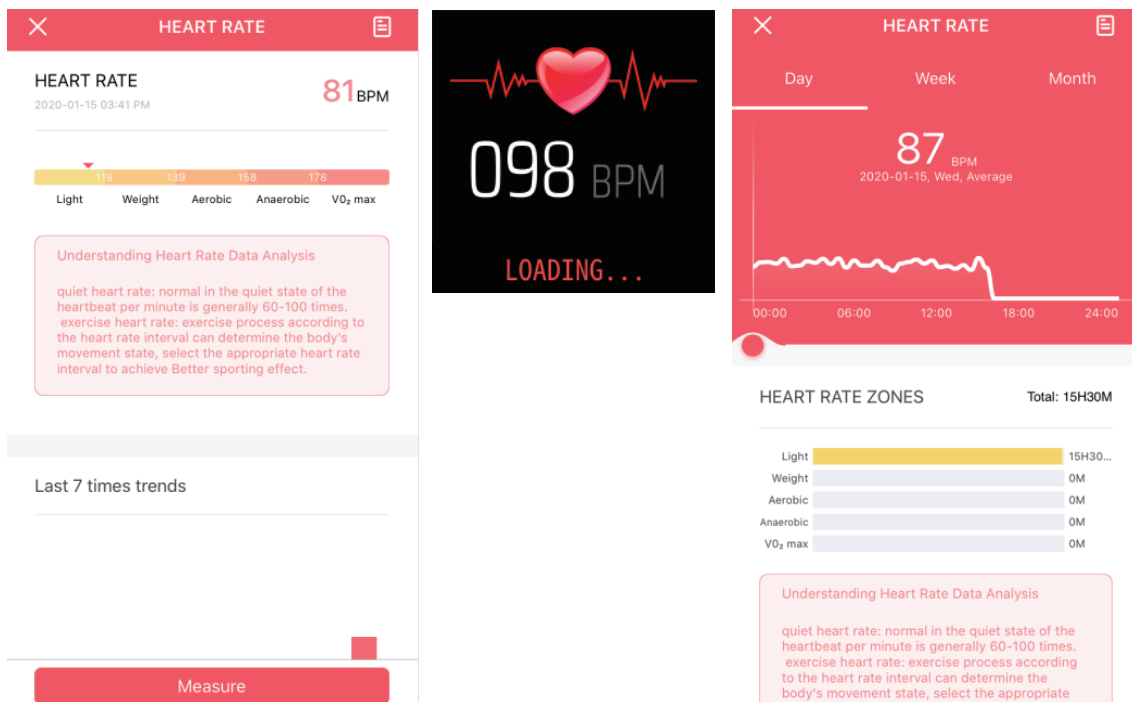 HEART RATE
HEART RATE
2020-01-15 03:41 PM
81 BPM
119 139 158 178
Light Weight Aerobic Anaerobic V0₂ max
Understanding Heart Rate Data Analysis
quiet heart rate: normal in the quiet state of the
heartbeat per minute is generally 60-100 times.
exercise heart rate: exercise process according to
the heart rate interval can determine the body's
movement state, select the appropriate heart rate
interval to achieve Better sporting effect.
Last 7 times trends
Measure
098 BPM
LOADING...
HEART RATE
Day Week Month
87 BPM
2020-01-15, Wed, Average
00:00 06:00 12:00 18:00 24:00
HEART RATE ZONES Total: 15H30M
Light 15H30...
Weight 0M
Aerobic 0M
Anaerobic 0M
V0₂ max 0M
Understanding Heart Rate Data Analysis
quiet heart rate: normal in the quiet state of the
heartbeat per minute is generally 60-100 times.
exercise heart rate: exercise process according
to the heart rate interval can determine the
body's movement state, select the appropriate